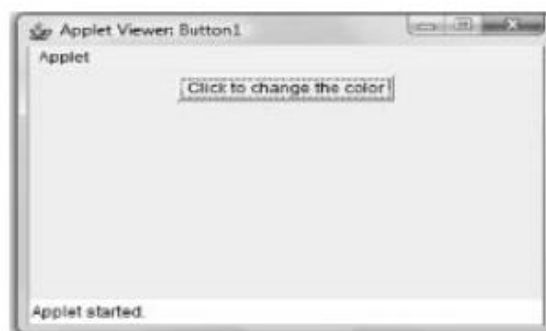 Applet Viewer: Button1
Applet
Click to change the color!
Applet started.